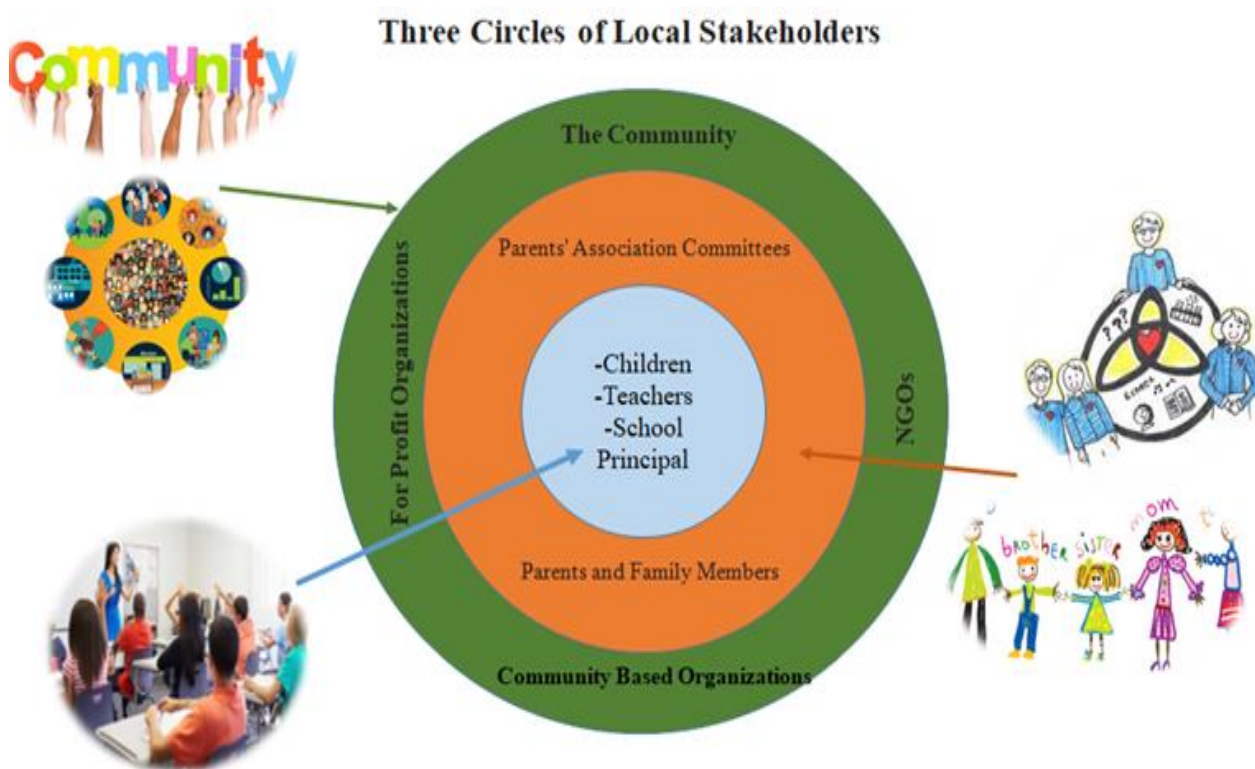 Three Circles of Local Stakeholders
Community
The Community
For Profit Organizations
Parents' Association Committees
-Children
-Teachers
-School
Principal
NGOs
Parents and Family Members
Community Based Organizations
???
brother sister
mom